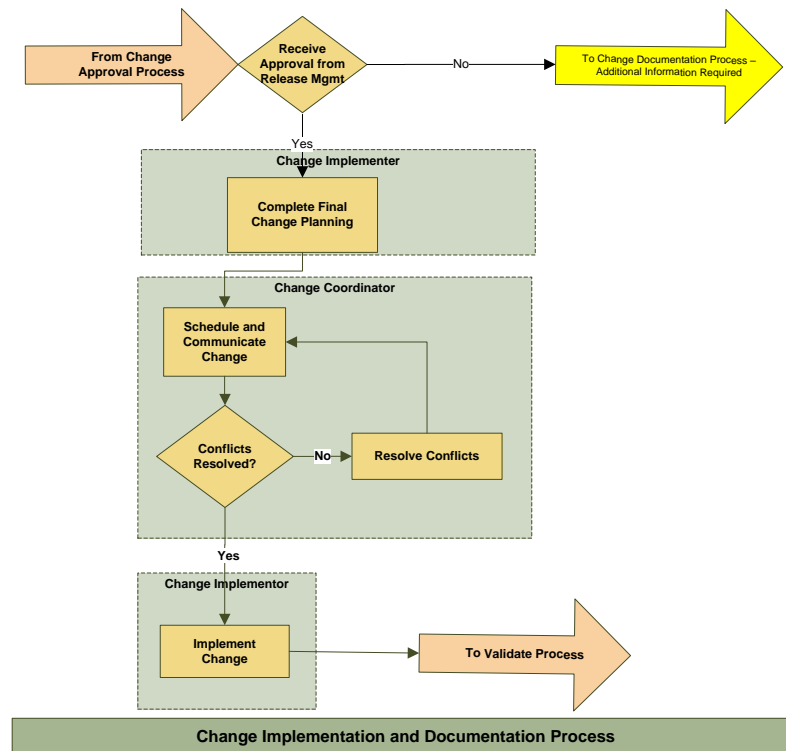 From Change
Approval Process
Receive
Approval from
Release Mgmt
No
To Change Documentation Process –
Additional Information Required
Yes
Change Implementer
Complete Final
Change Planning
Change Coordinator
Schedule and
Communicate
Change
Conflicts
Resolved?
No
Resolve Conflicts
Yes
Change Implementor
Implement
Change
To Validate Process
Change Implementation and Documentation Process